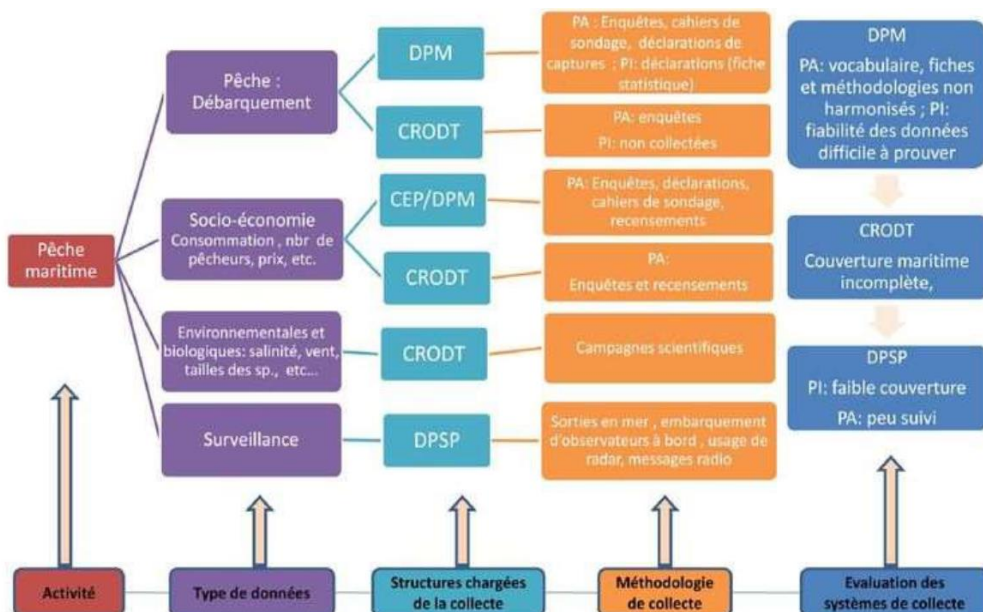 Pêche
maritime
Pêche :
Débarquement
Socio-économie
Consommation , nbr de
pêcheurs, prix, etc.
Environnementales et
biologiques: salinité, vent,
tailles des sp., etc...
Surveillance
DPM
CRODT
CEP/DPM
CRODT
CRODT
DPSP
PA : Enquêtes, cahiers de
sondage, déclarations de
captures ; PI: déclarations (fiche
statistique)
PA: enquêtes
PI: non collectées
PA: Enquêtes, déclarations,
cahiers de sondage,
recensements
PA:
Enquêtes et recensements
Campagnes scientifiques
Sorties en mer , embarquement
d'observateurs à bord , usage de
radar, messages radio
DPM
PA: vocabulaire, fiches
et méthodologies non
harmonisés ; PI:
fiabilité des données
difficile à prouver
CRODT
Couverture maritime
incomplète,
DPSP
PI: faible couverture
PA: peu suivi
Activité
Type de données
Structures chargées
de la collecte
Méthodologie
de collecte
Evaluation des
systèmes de collecte